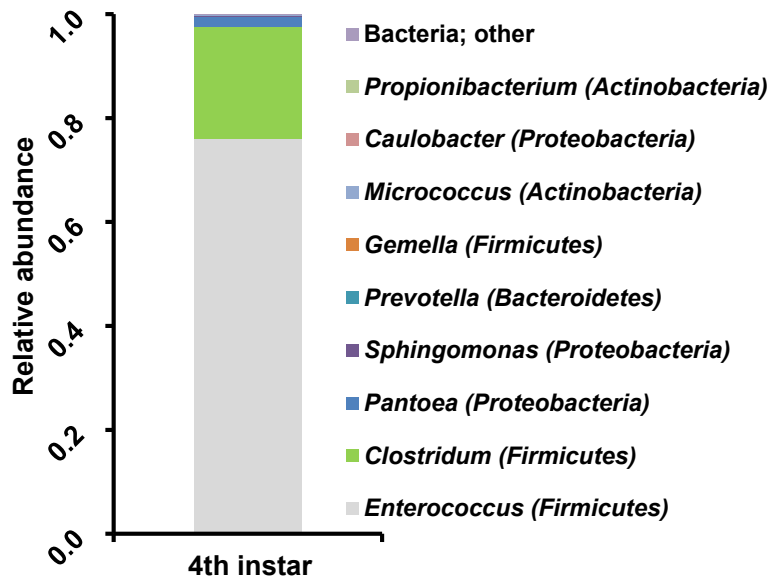 Relative abundance
1.0
0.8
0.6
0.4
0.2
0.0
4th instar
Bacteria; other
Propionibacterium (Actinobacteria)
Caulobacter (Proteobacteria)
Micrococcus (Actinobacteria)
Gemella (Firmicutes)
Prevotella (Bacteroidetes)
Sphingomonas (Proteobacteria)
Pantoea (Proteobacteria)
Clostridum (Firmicutes)
Enterococcus (Firmicutes)